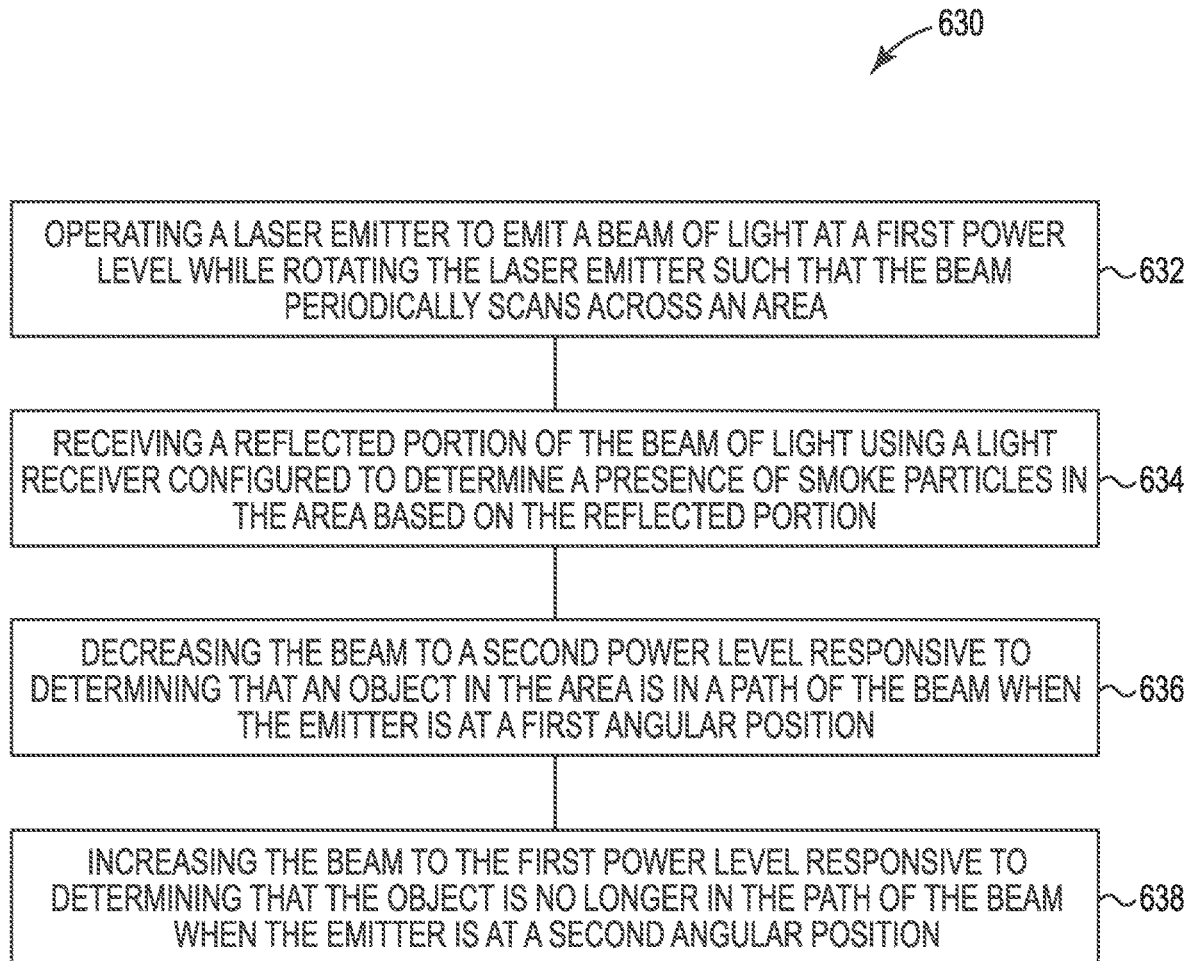 630
OPERATING A LASER EMITTER TO EMIT A BEAM OF LIGHT AT A FIRST POWER
LEVEL WHILE ROTATING THE LASER EMITTER SUCH THAT THE BEAM
PERIODICALLY SCANS ACROSS AN AREA
632
RECEIVING A REFLECTED PORTION OF THE BEAM OF LIGHT USING A LIGHT
RECEIVER CONFIGURED TO DETERMINE A PRESENCE OF SMOKE PARTICLES IN
THE AREA BASED ON THE REFLECTED PORTION
634
DECREASING THE BEAM TO A SECOND POWER LEVEL RESPONSIVE TO
DETERMINING THAT AN OBJECT IN THE AREA IS IN A PATH OF THE BEAM WHEN
THE EMITTER IS AT A FIRST ANGULAR POSITION
636
INCREASING THE BEAM TO THE FIRST POWER LEVEL RESPONSIVE TO
DETERMINING THAT THE OBJECT IS NO LONGER IN THE PATH OF THE BEAM
WHEN THE EMITTER IS AT A SECOND ANGULAR POSITION
638